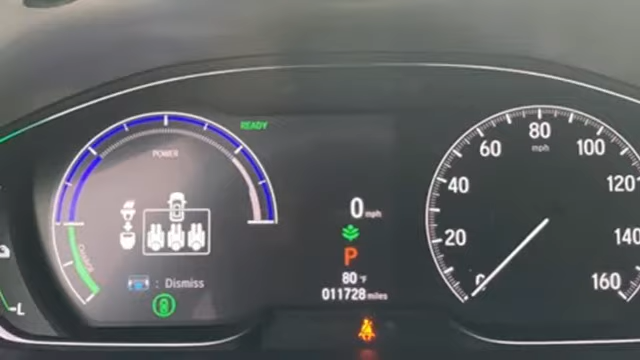 READY
POWER
CHARGE
: Dismiss
0 mph
P
80 °F
011728 miles
L
0
20
40
60
80
mph
100
120
140
160